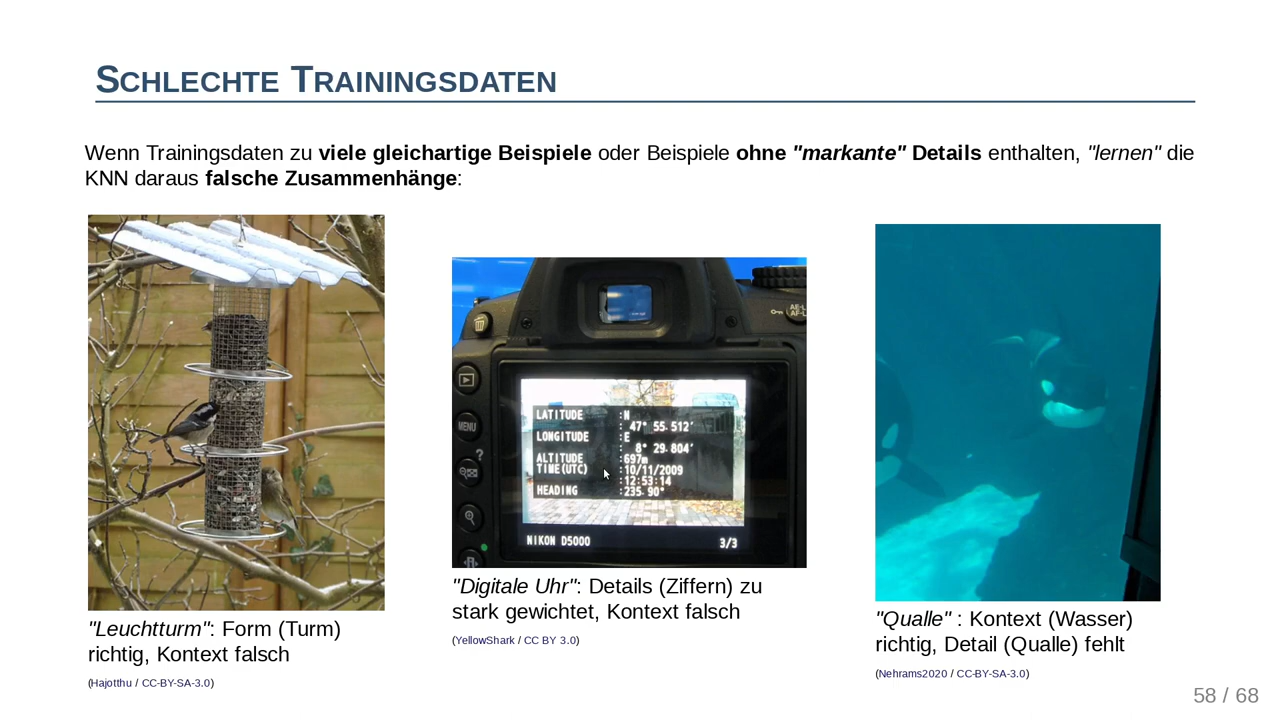 SCHLECHTE TRAININGSDATEN
Wenn Trainingsdaten zu viele gleichartige Beispiele oder Beispiele ohne "markante" Details enthalten, "lernen" die
KNN daraus falsche Zusammenhänge:
"Leuchtturm": Form (Turm)
richtig, Kontext falsch
(Hajotthu / CC-BY-SA-3.0)
AE-L
AF-L
MENU
?
LATITUDE :N
: 47° 55.512'
LONGITUDE :E
: 8° 29.804'
ALTITUDE :697m
TIME(UTC) :10/11/2009
:12:53:14
HEADING :235.90°
NIKON D5000 3/3
"Digitale Uhr": Details (Ziffern) zu
stark gewichtet, Kontext falsch
(YellowShark / CC BY 3.0)
"Qualle" : Kontext (Wasser)
richtig, Detail (Qualle) fehlt
(Nehrams2020 / CC-BY-SA-3.0)
58 / 68